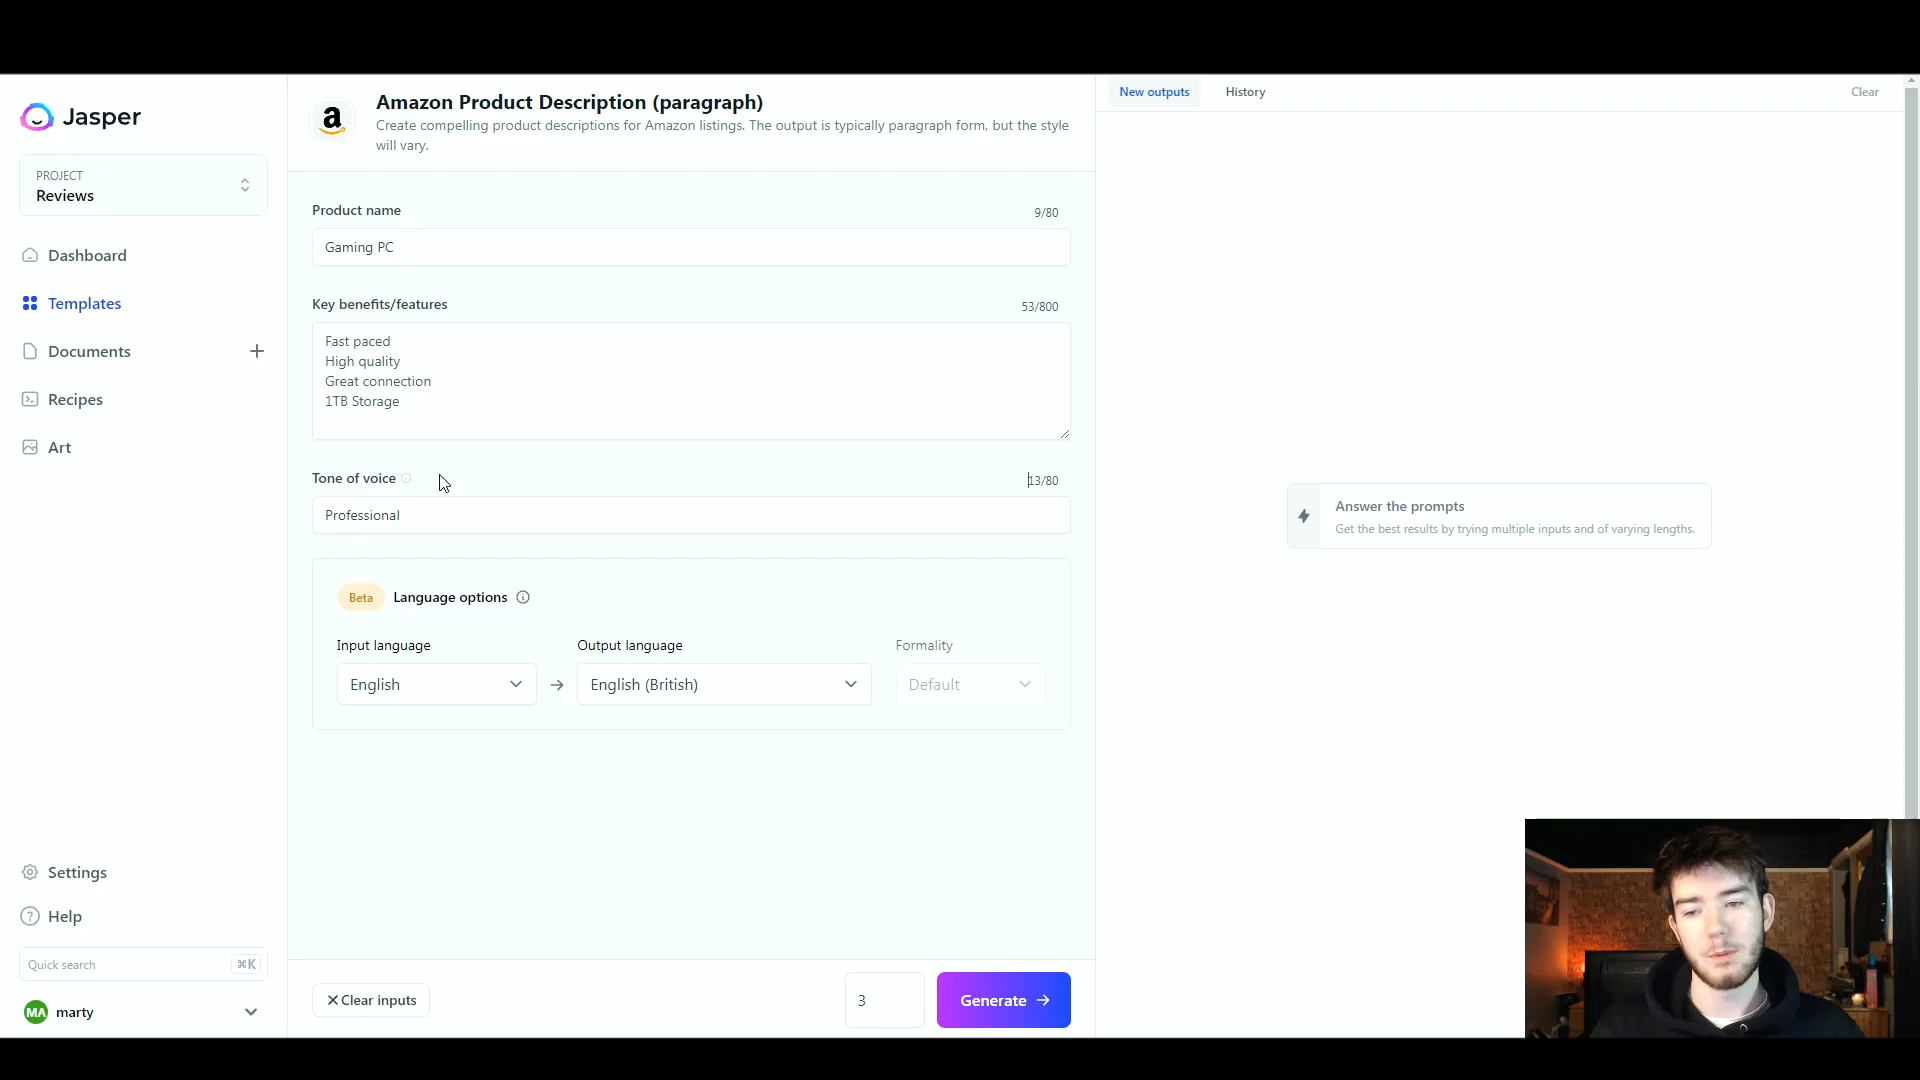 Jasper
PROJECT
Reviews
Dashboard
Templates
Documents
Recipes
Art
Settings
Help
Quick search
⌘K
MA
marty
a
Amazon Product Description (paragraph)
Create compelling product descriptions for Amazon listings. The output is typically paragraph form, but the style
will vary.
Product name
9/80
Gaming PC
Key benefits/features
53/800
Fast paced
High quality
Great connection
1TB Storage
Tone of voice
13/80
Professional
Beta
Language options
Input language
Output language
Formality
English
English (British)
Default
Clear inputs
3
Generate
New outputs
History
Clear
Answer the prompts
Get the best results by trying multiple inputs and of varying lengths.